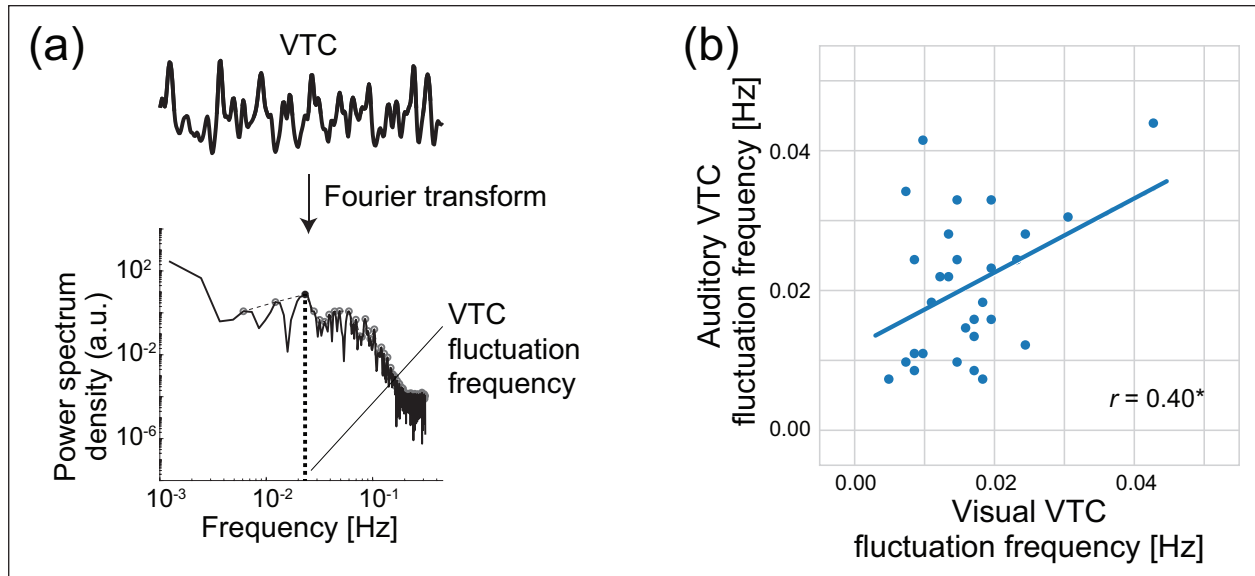 (a)
VTC
Fourier transform
Power spectrum
density (a.u.)
10²
10⁻²
10⁻⁶
10⁻³
10⁻²
10⁻¹
Frequency [Hz]
VTC
fluctuation
frequency
(b)
Auditory VTC
fluctuation frequency [Hz]
0.04
0.02
0.00
r = 0.40*
0.00
0.02
0.04
Visual VTC
fluctuation frequency [Hz]